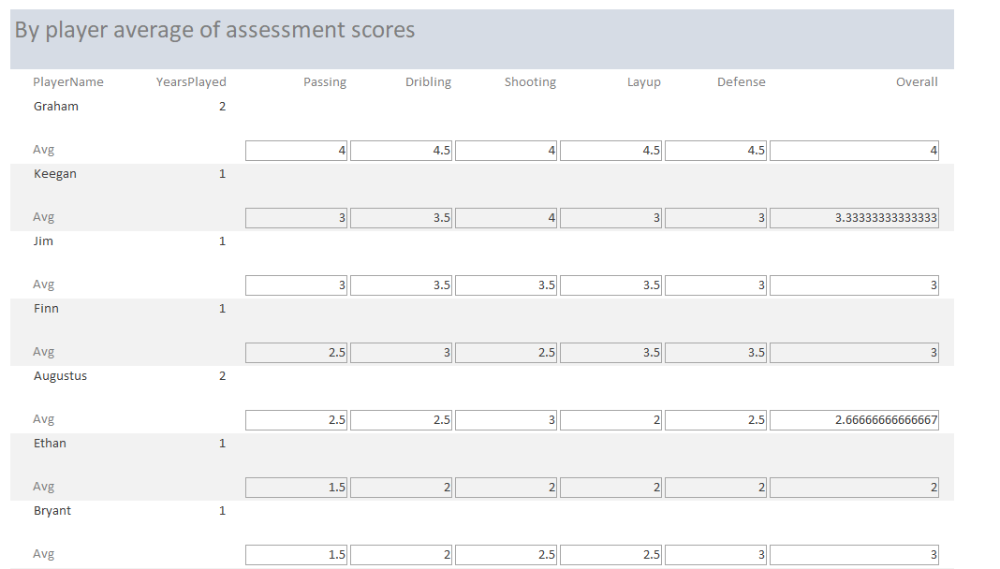 By player average of assessment scores
PlayerName YearsPlayed Passing Dribling Shooting Layup Defense Overall
Graham 2
Avg 4 4.5 4 4.5 4.5 4
Keegan 1
Avg 3 3.5 4 3 3 3.33333333333333
Jim 1
Avg 3 3.5 3.5 3.5 3 3
Finn 1
Avg 2.5 3 2.5 3.5 3.5 3
Augustus 2
Avg 2.5 2.5 3 2 2.5 2.66666666666667
Ethan 1
Avg 1.5 2 2 2 2 2
Bryant 1
Avg 1.5 2 2.5 2.5 3 3